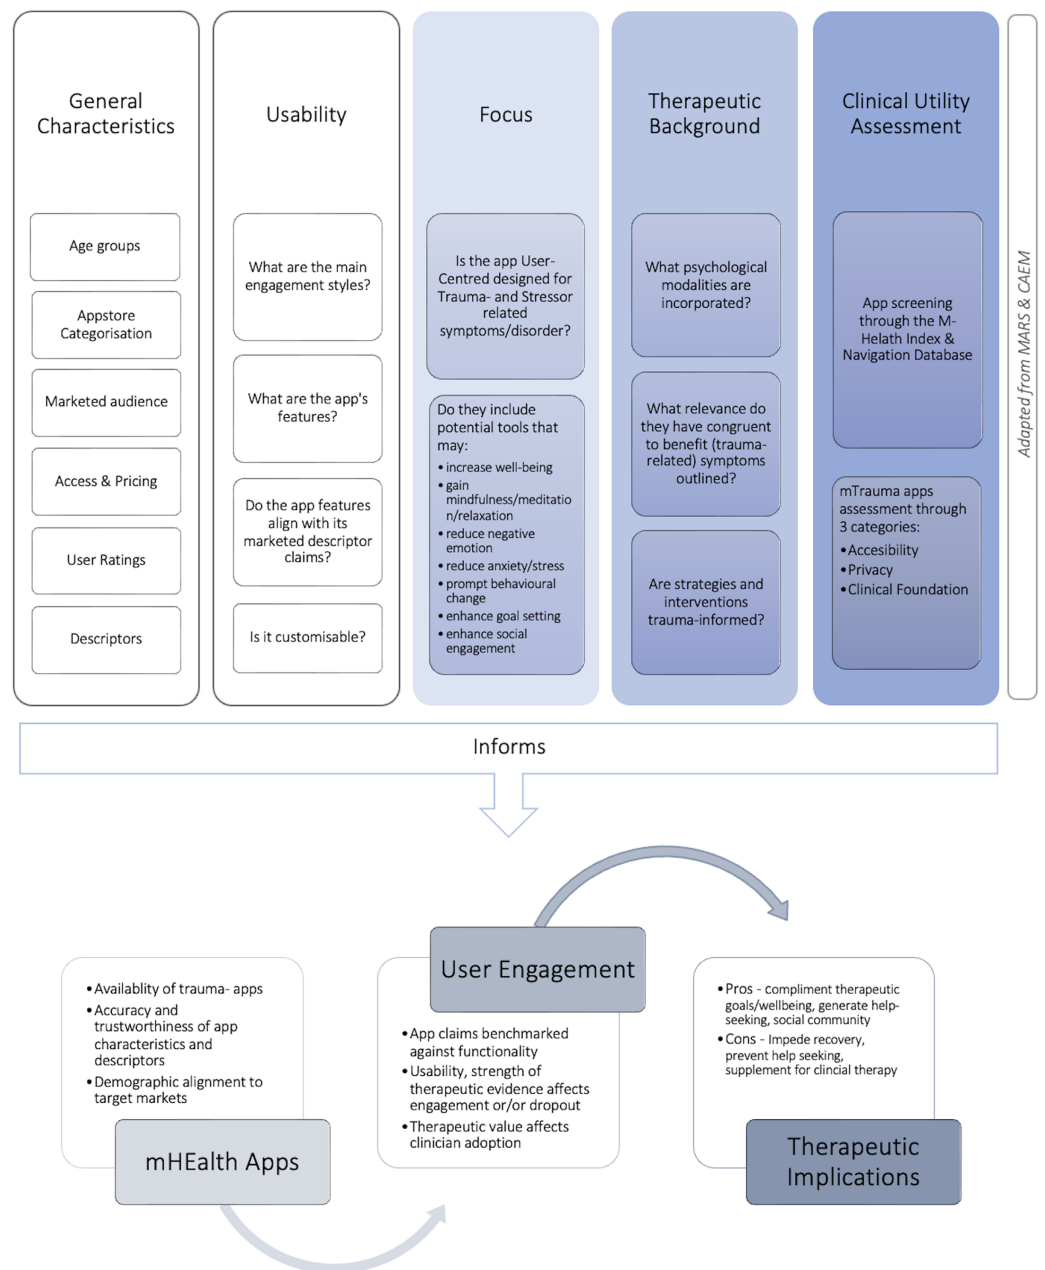 General
Characteristics
Age groups
Appstore
Categorisation
Marketed audience
Access & Pricing
User Ratings
Descriptors
Usability
What are the main
engagement styles?
What are the app's
features?
Do the app features
align with its
marketed descriptor
claims?
Is it customisable?
Focus
Is the app User-
Centred designed for
Trauma- and Stressor
related
symptoms/disorder?
Do they include
potential tools that
may:
• increase well-being
• gain
mindfulness/meditatio
n/relaxation
• reduce negative
emotion
• reduce anxiety/stress
• prompt behavioural
change
• enhance goal setting
• enhance social
engagement
Therapeutic
Background
What psychological
modalities are
incorporated?
What relevance do
they have congruent
to benefit (trauma-
related) symptoms
outlined?
Are strategies and
interventions
trauma-informed?
Clinical Utility
Assessment
App screening
through the M-
Helath Index &
Navigation Database
mTrauma apps
assessment through
3 categories:
• Accesibility
• Privacy
• Clinical Foundation
Adapted from MARS & CAEM
Informs
• Availablity of trauma- apps
• Accuracy and
trustworthiness of app
characteristics and
descriptors
• Demographic alignment to
target markets
mHEalth Apps
User Engagement
• App claims benchmarked
against functionality
• Usability, strength of
therapeutic evidence affects
engagement or/or dropout
• Therapeutic value affects
clinician adoption
• Pros - compliment therapeutic
goals/wellbeing, generate help-
seeking, social community
• Cons - Impede recovery,
prevent help seeking,
supplement for clincial therapy
Therapeutic
Implications